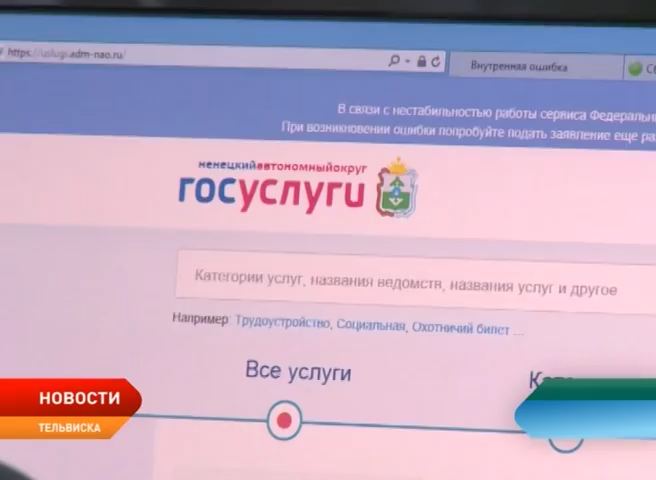 https://uslugi.adm-nao.ru/
Внутренная ошибка
В связи с нестабильностью работы сервиса Федеральн
При возникновении ошибки попробуйте подать заявление еще ра
ненецкийавтономныйокруг
госуслуги
Категории услуг, названия ведомств, названия услуг и другое
Например: Трудоустройство, Социальная, Охотничий билет ...
Все услуги
НОВОСТИ
ТЕЛЬВИСКА